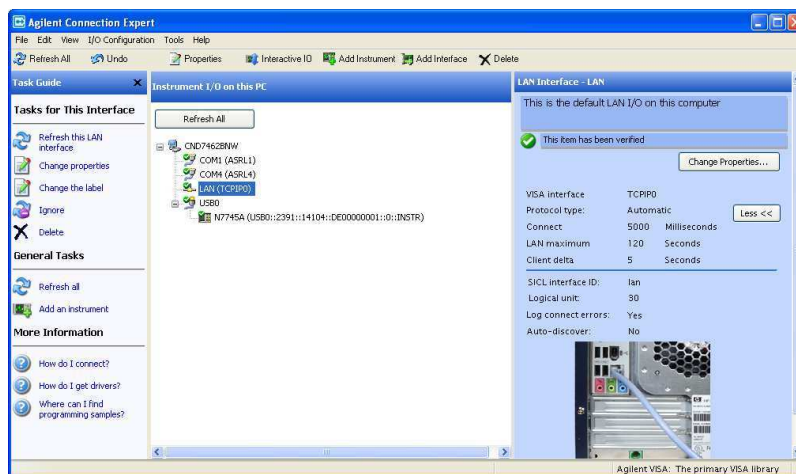 Agilent Connection Expert
File Edit View I/O Configuration Tools Help
Refresh All Undo Properties Interactive IO Add Instrument Add Interface Delete
Task Guide
Tasks for This Interface
Refresh this LAN
interface
Change properties
Change the label
Ignore
Delete
General Tasks
Refresh all
Add an instrument
More Information
How do I connect?
How do I get drivers?
Where can I find
programming samples?
Instrument I/O on this PC
Refresh All
CND7462BNW
COM1 (ASRL1)
COM4 (ASRL4)
LAN (TCPIP0)
USB0
N7745A (USB0::2391::14104::DE00000001::0::INSTR)
LAN Interface - LAN
This is the default LAN I/O on this computer
This item has been verified
Change Properties...
VISA interface TCPIP0
Protocol type: Automatic
Less <<
Connect 5000 Milliseconds
LAN maximum 120 Seconds
Client delta 5 Seconds
SICL interface ID: lan
Logical unit: 30
Log connect errors: Yes
Auto-discover: No
Agilent VISA: The primary VISA library